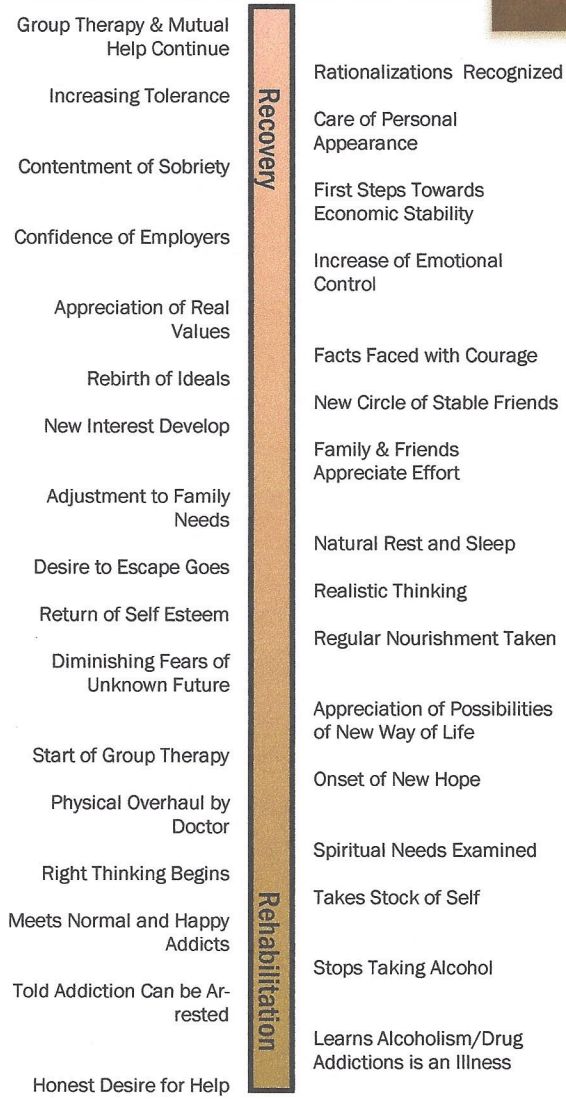 Group Therapy & Mutual
Help Continue
Increasing Tolerance
Contentment of Sobriety
Confidence of Employers
Appreciation of Real
Values
Rebirth of Ideals
New Interest Develop
Adjustment to Family
Needs
Desire to Escape Goes
Return of Self Esteem
Diminishing Fears of
Unknown Future
Start of Group Therapy
Physical Overhaul by
Doctor
Right Thinking Begins
Meets Normal and Happy
Addicts
Told Addiction Can be Ar-
rested
Honest Desire for Help
Recovery
Rehabilitation
Rationalizations Recognized
Care of Personal
Appearance
First Steps Towards
Economic Stability
Increase of Emotional
Control
Facts Faced with Courage
New Circle of Stable Friends
Family & Friends
Appreciate Effort
Natural Rest and Sleep
Realistic Thinking
Regular Nourishment Taken
Appreciation of Possibilities
of New Way of Life
Onset of New Hope
Spiritual Needs Examined
Takes Stock of Self
Stops Taking Alcohol
Learns Alcoholism/Drug
Addictions is an Illness